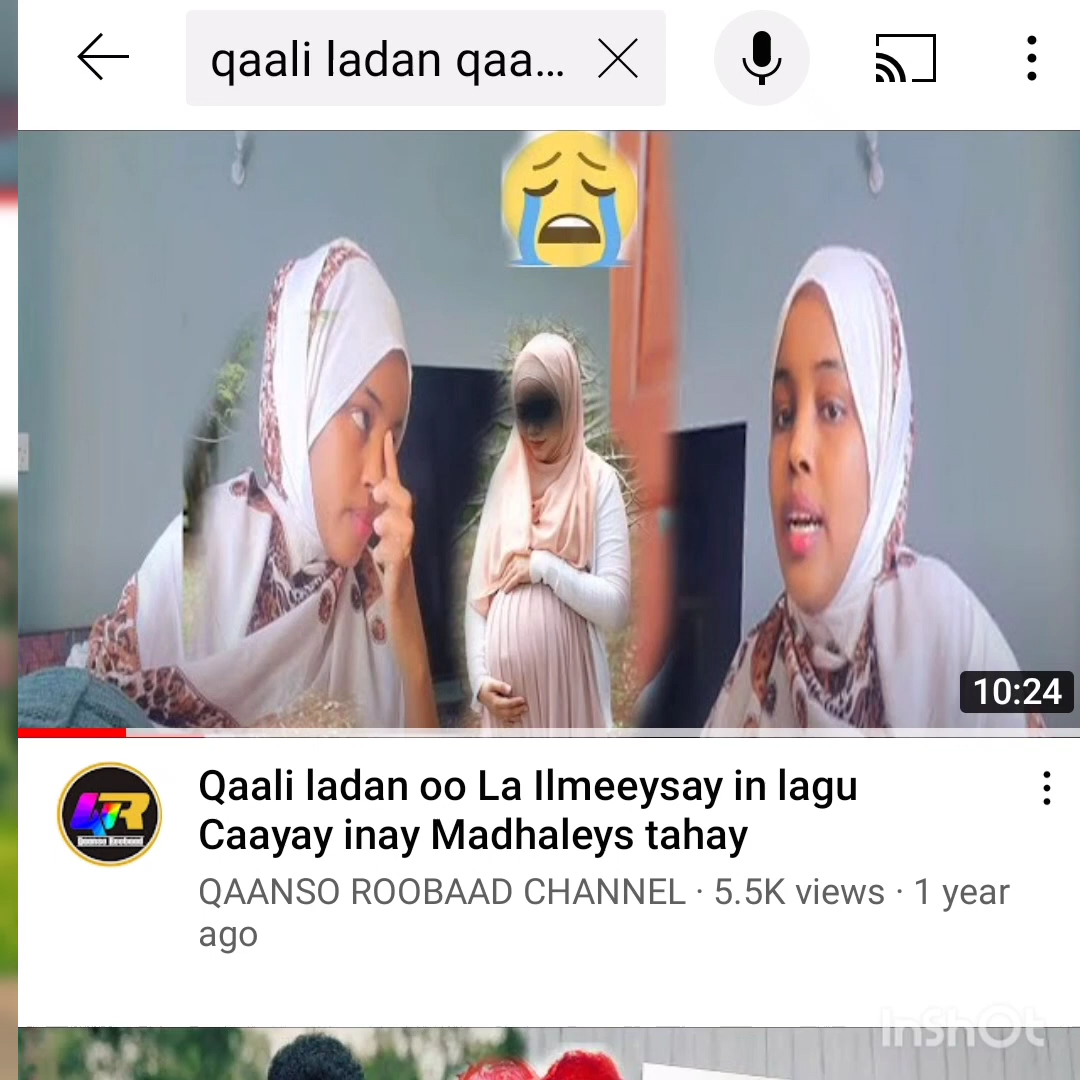 qaali ladan qaa...
10:24
Qaali ladan oo La Ilmeeysay in lagu
Caayay inay Madhaleys tahay
QAANSO ROOBAAD CHANNEL · 5.5K views · 1 year
ago
InShOt